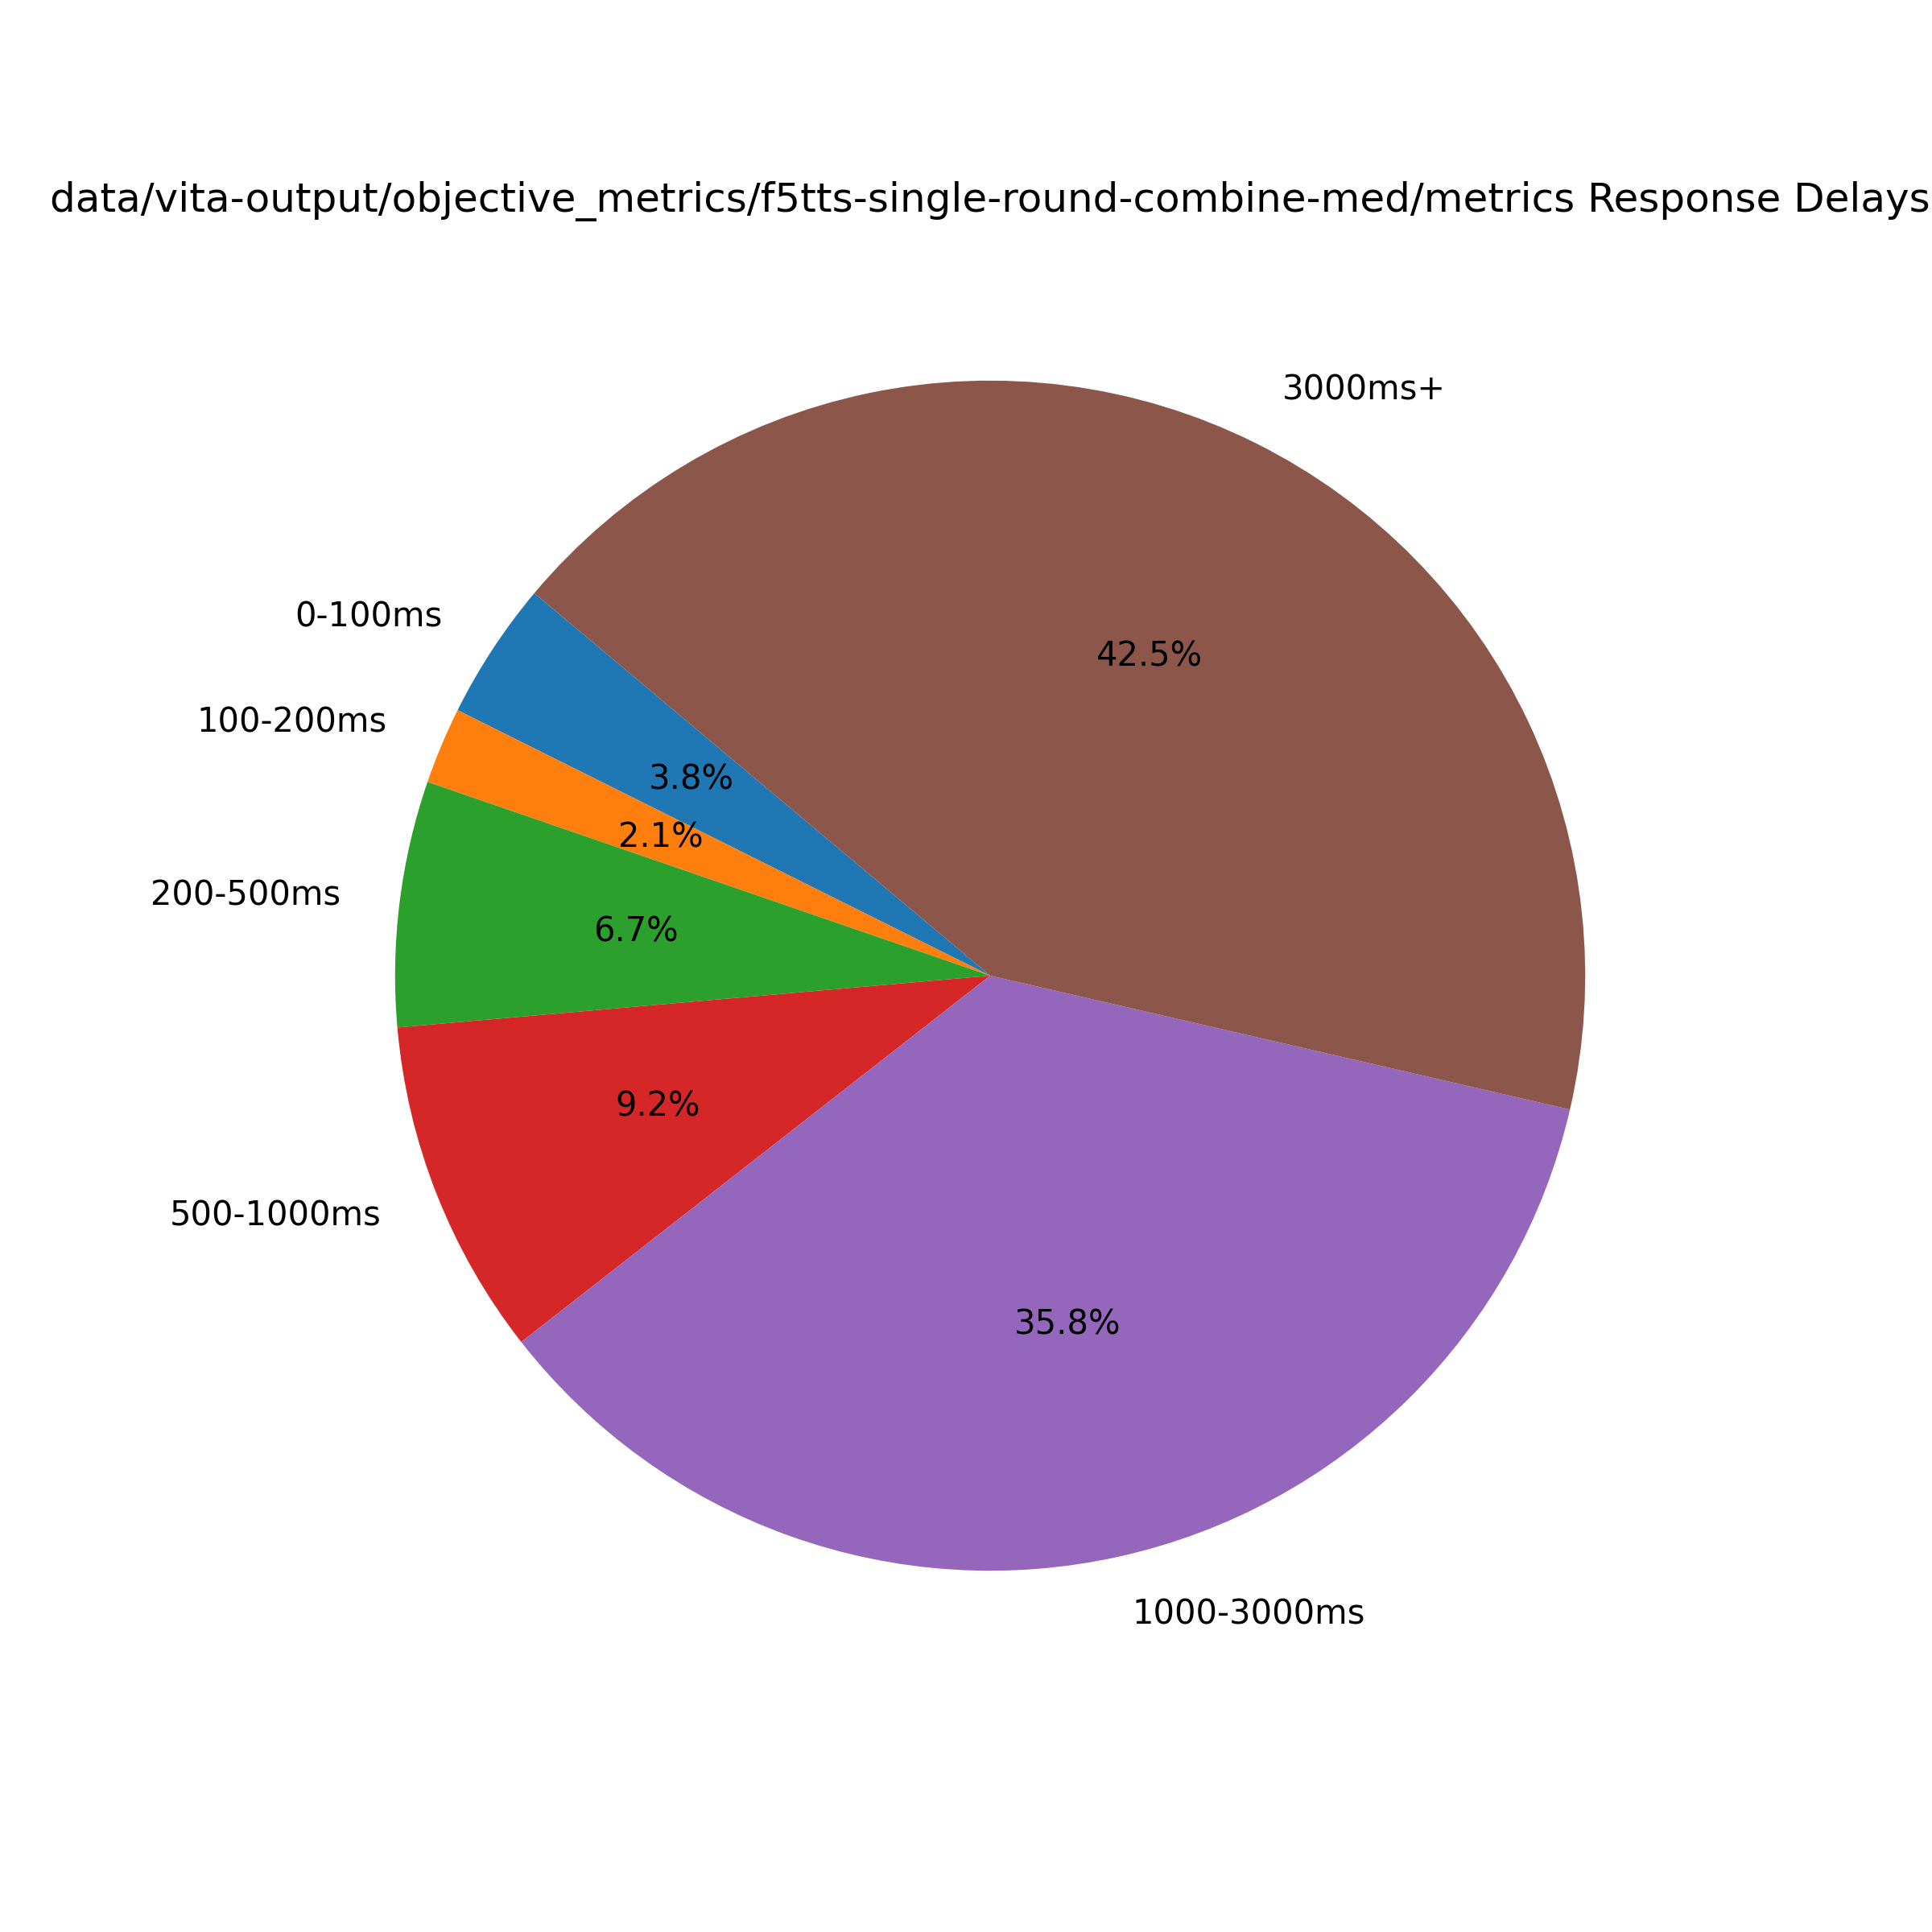 data/vita-output/objective_metrics/f5tts-single-round-combine-med/metrics Response Delays
3000ms+
42.5%
0-100ms
3.8%
100-200ms
2.1%
200-500ms
6.7%
500-1000ms
9.2%
1000-3000ms
35.8%